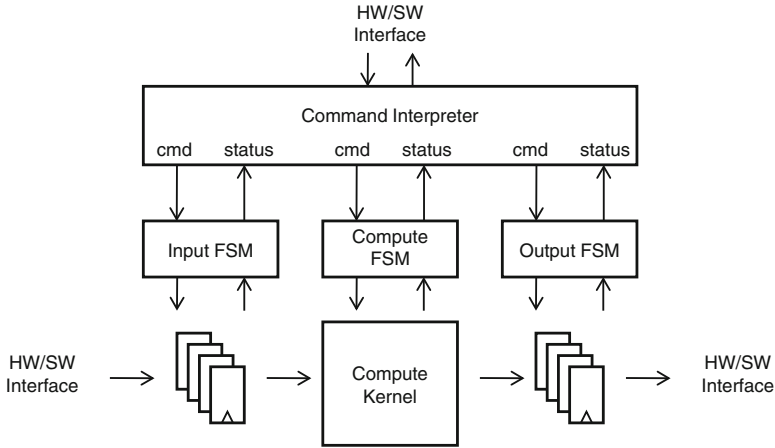 HW/SW
Interface
Command Interpreter
cmd status cmd status cmd status
Input FSM
Compute
FSM
Output FSM
HW/SW
Interface
Compute
Kernel
HW/SW
Interface